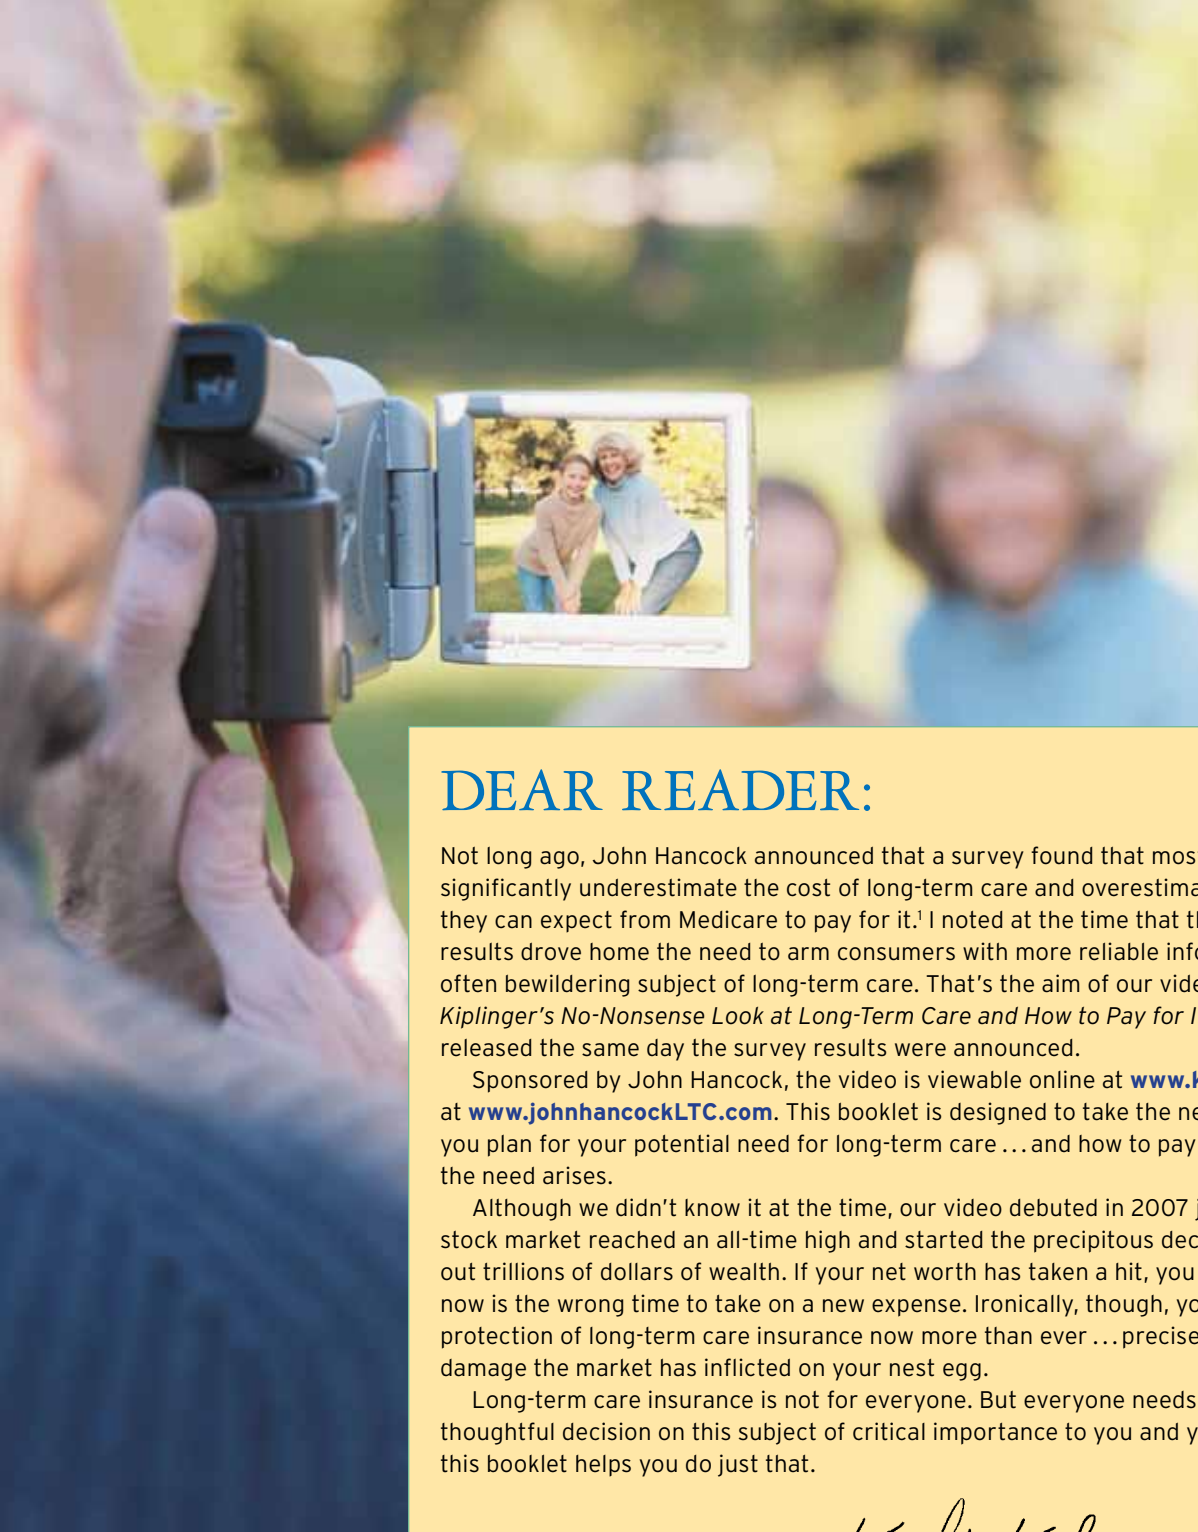 DEAR READER:
Not long ago, John Hancock announced that a survey found that most
significantly underestimate the cost of long-term care and overestima
they can expect from Medicare to pay for it.¹ I noted at the time that th
results drove home the need to arm consumers with more reliable info
often bewildering subject of long-term care. That’s the aim of our vide
Kiplinger’s No-Nonsense Look at Long-Term Care and How to Pay for I
released the same day the survey results were announced.
Sponsored by John Hancock, the video is viewable online at www.k
at www.johnhancockLTC.com. This booklet is designed to take the ne
you plan for your potential need for long-term care...and how to pay
the need arises.
Although we didn’t know it at the time, our video debuted in 2007 j
stock market reached an all-time high and started the precipitous dec
out trillions of dollars of wealth. If your net worth has taken a hit, you
now is the wrong time to take on a new expense. Ironically, though, yo
protection of long-term care insurance now more than ever...precise
damage the market has inflicted on your nest egg.
Long-term care insurance is not for everyone. But everyone needs
thoughtful decision on this subject of critical importance to you and y
this booklet helps you do just that.